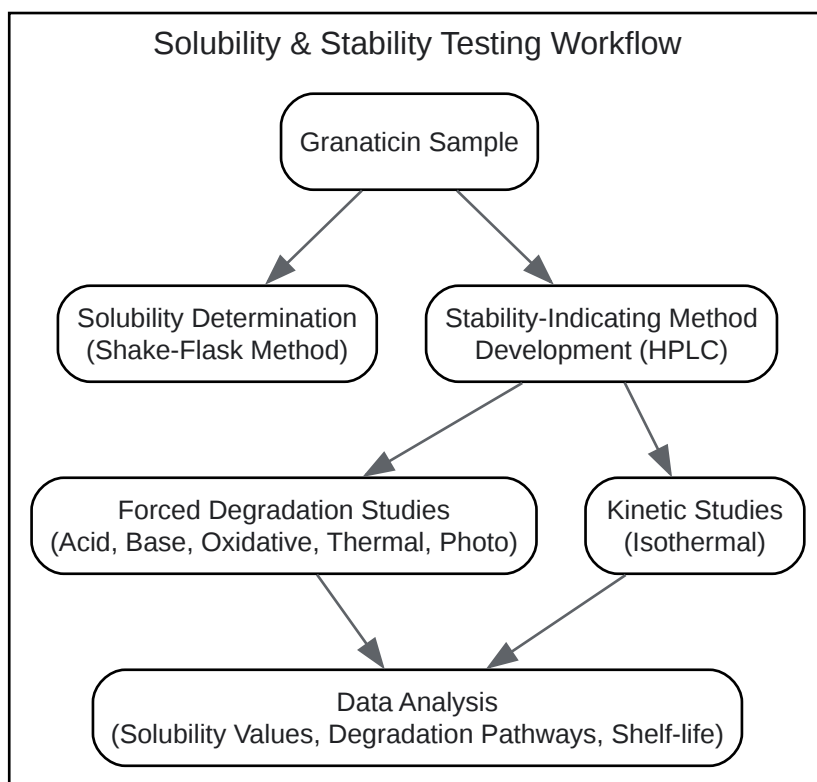 Solubility & Stability Testing Workflow
Granaticin Sample
Solubility Determination
(Shake-Flask Method)
Stability-Indicating Method
Development (HPLC)
Forced Degradation Studies
(Acid, Base, Oxidative, Thermal, Photo)
Kinetic Studies
(Isothermal)
Data Analysis
(Solubility Values, Degradation Pathways, Shelf-life)